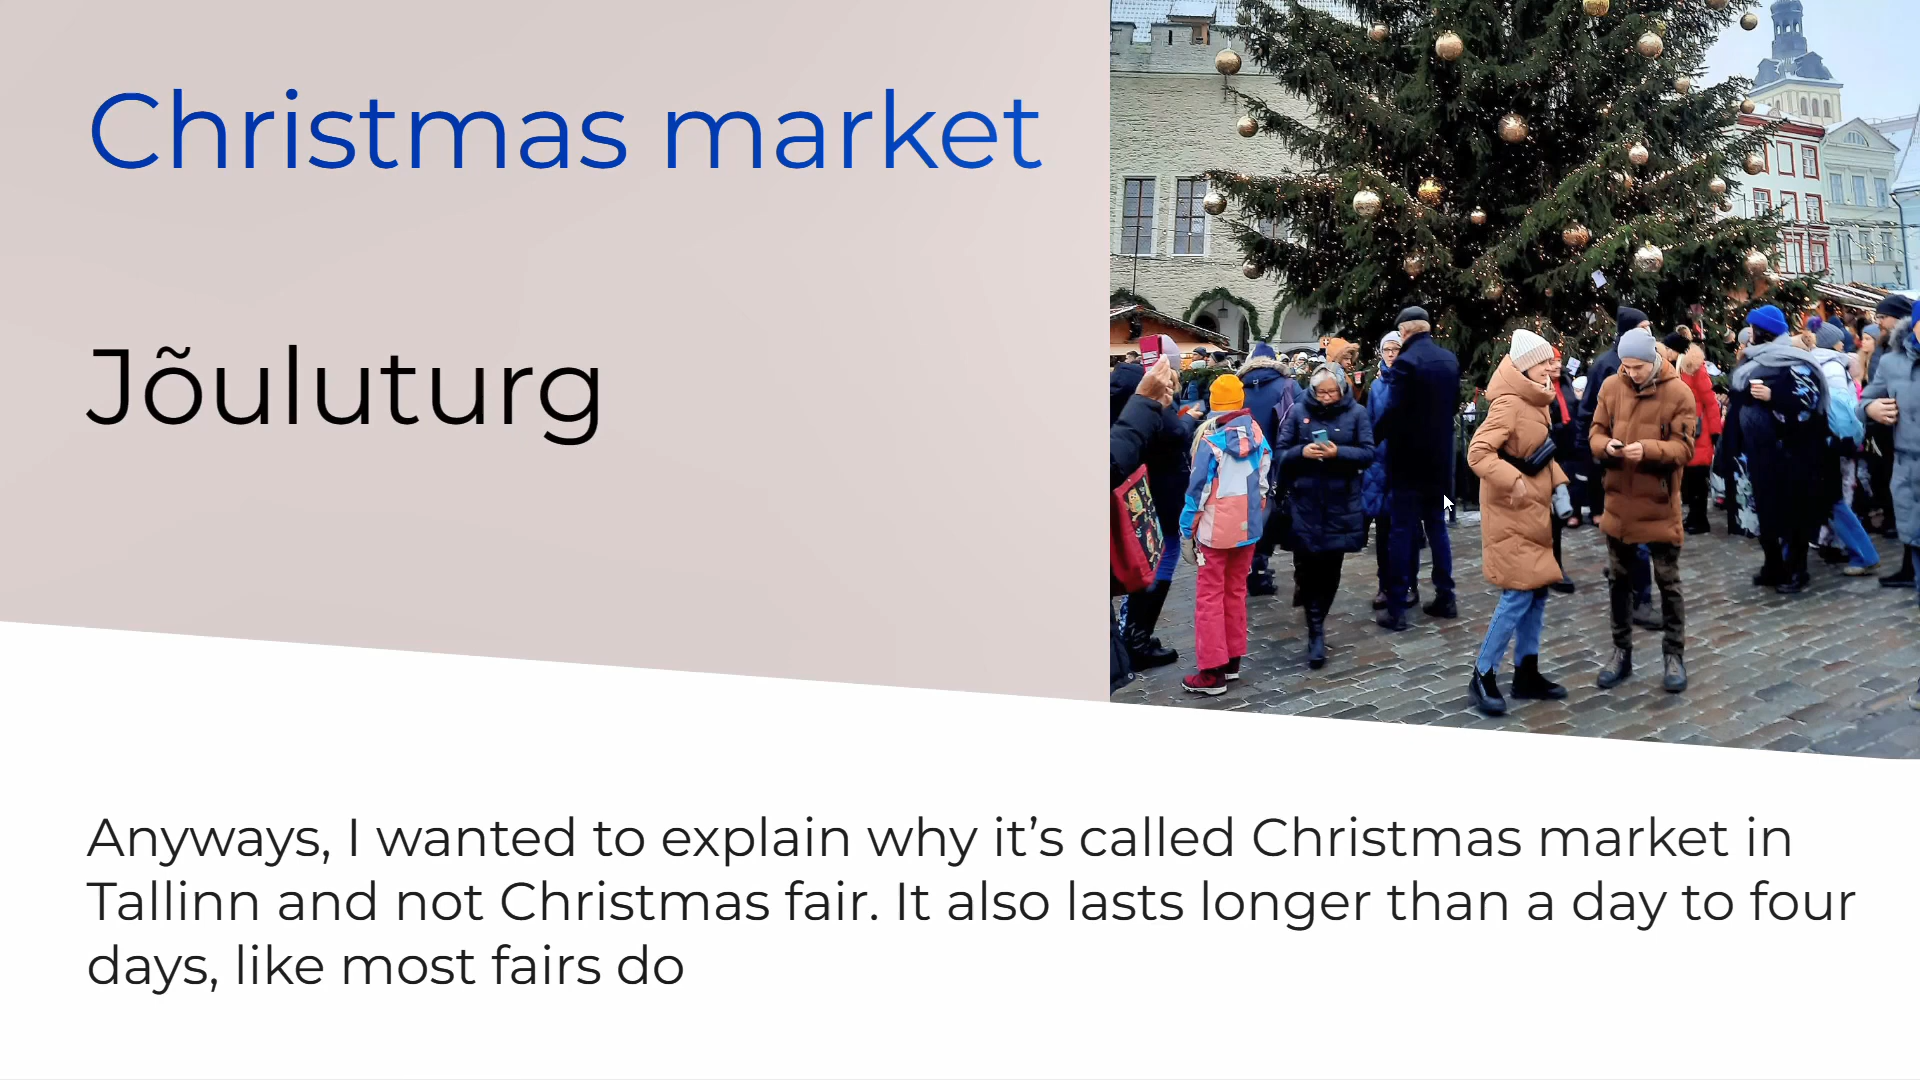 Christmas market
Jõuluturg
Anyways, I wanted to explain why it’s called Christmas market in
Tallinn and not Christmas fair. It also lasts longer than a day to four
days, like most fairs do